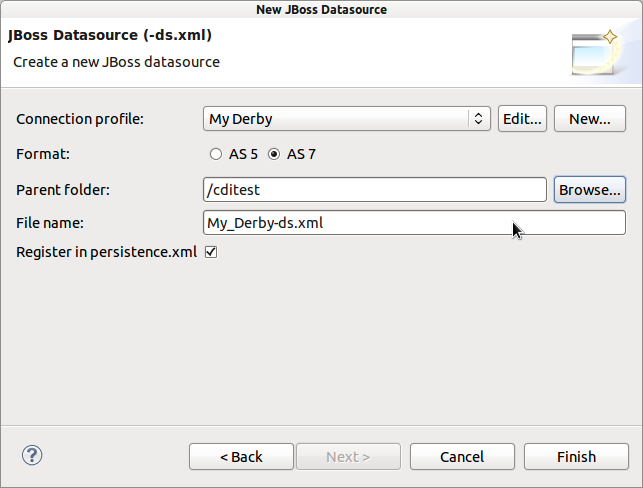 New JBoss Datasource
JBoss Datasource (-ds.xml)
Create a new JBoss datasource
Connection profile: My Derby Edit... New...
Format: AS 5 AS 7
Parent folder: /cditest Browse...
File name: My_Derby-ds.xml
Register in persistence.xml
? < Back Next > Cancel Finish